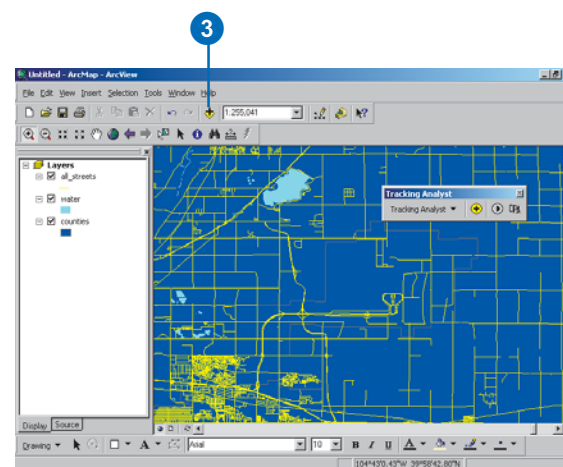 3
Untitled - ArcMap - ArcView
File Edit View Insert Selection Tools Window Help
1:255,041
Layers
all_streets
water
counties
Tracking Analyst
Tracking Analyst
Display Source
Drawing A Arial 10 B I U A
104°43'0.43"W 39°58'42.80"N